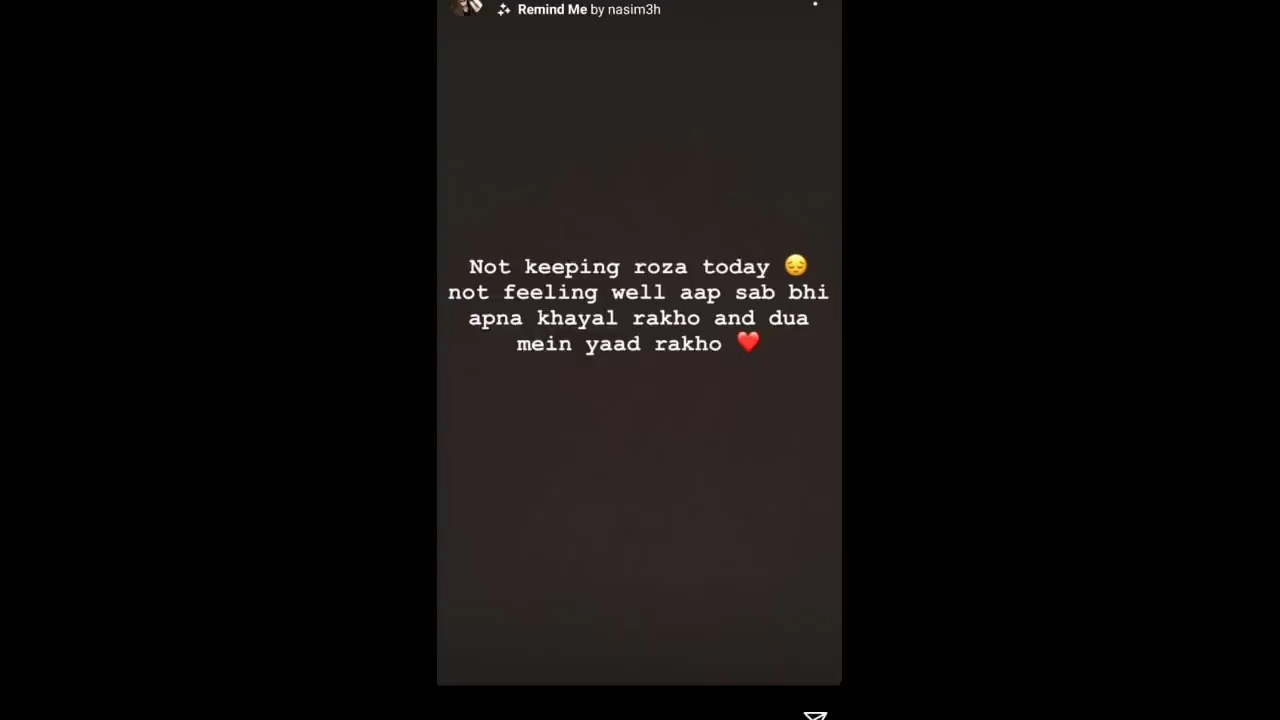 Remind Me by nasim3h
Not keeping roza today 😔
not feeling well aap sab bhi
apna khayal rakho and dua
mein yaad rakho ❤️